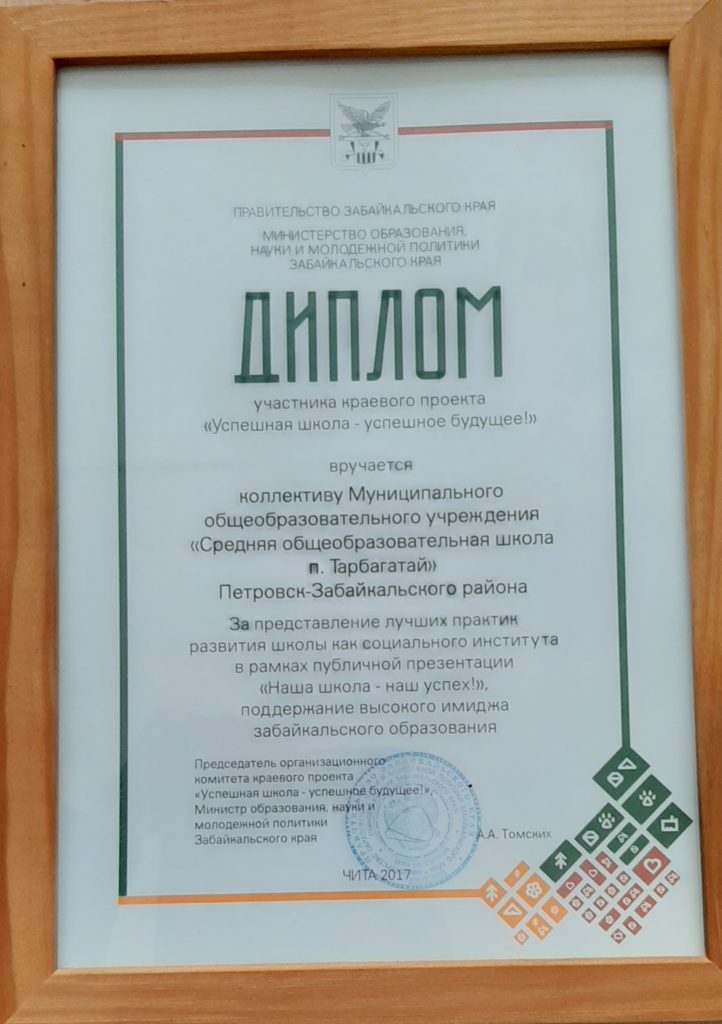 ПРАВИТЕЛЬСТВО ЗАБАЙКАЛЬСКОГО КРАЯ
МИНИСТЕРСТВО ОБРАЗОВАНИЯ,
НАУКИ И МОЛОДЕЖНОЙ ПОЛИТИКИ
ЗАБАЙКАЛЬСКОГО КРАЯ
ДИПЛОМ
участника краевого проекта
«Успешная школа - успешное будущее!»
вручается
коллективу Муниципального
общеобразовательного учреждения
«Средняя общеобразовательная школа
п. Тарбагатай»
Петровск-Забайкальского района
За представление лучших практик
развития школы как социального института
в рамках публичной презентации
«Наша школа - наш успех!»,
поддержание высокого имиджа
забайкальского образования
Председатель организационного
комитета краевого проекта
«Успешная школа - успешное будущее!»,
Министр образования, науки и
молодежной политики
Забайкальского края
А.А. Томских
ЧИТА 2017